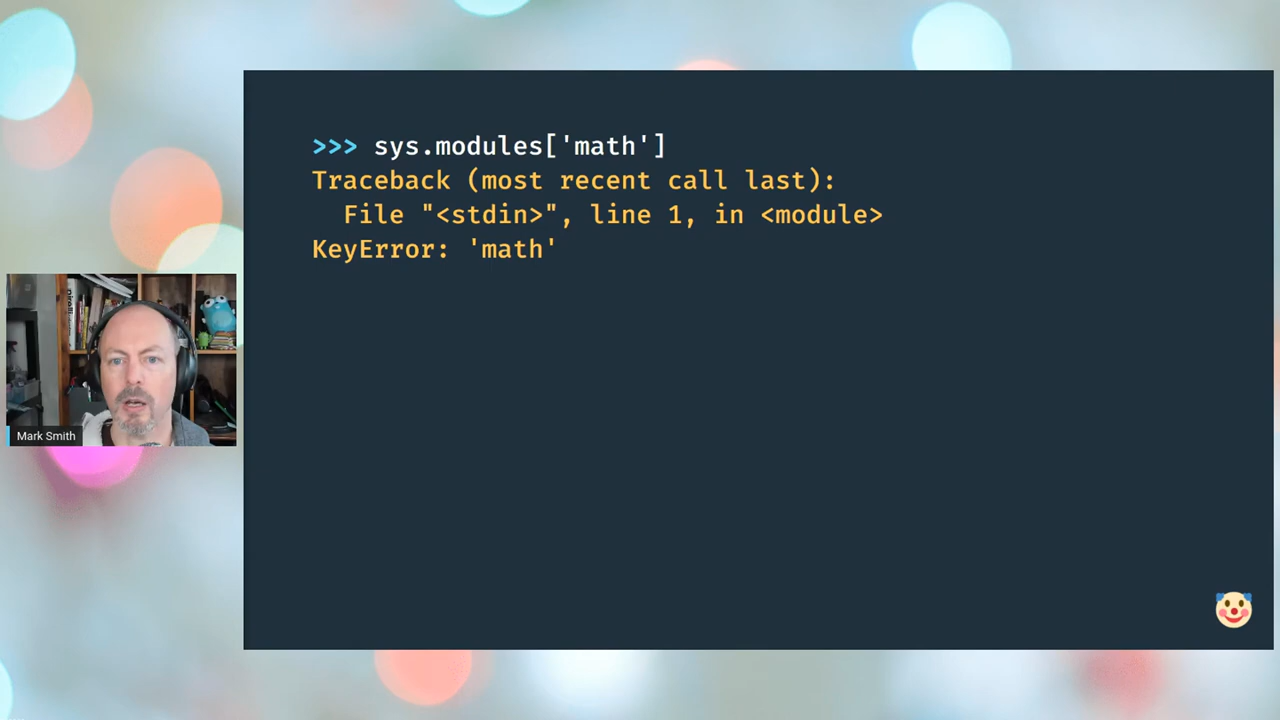 >>> sys.modules['math']
Traceback (most recent call last):
  File "<stdin>", line 1, in <module>
KeyError: 'math'
Mark Smith